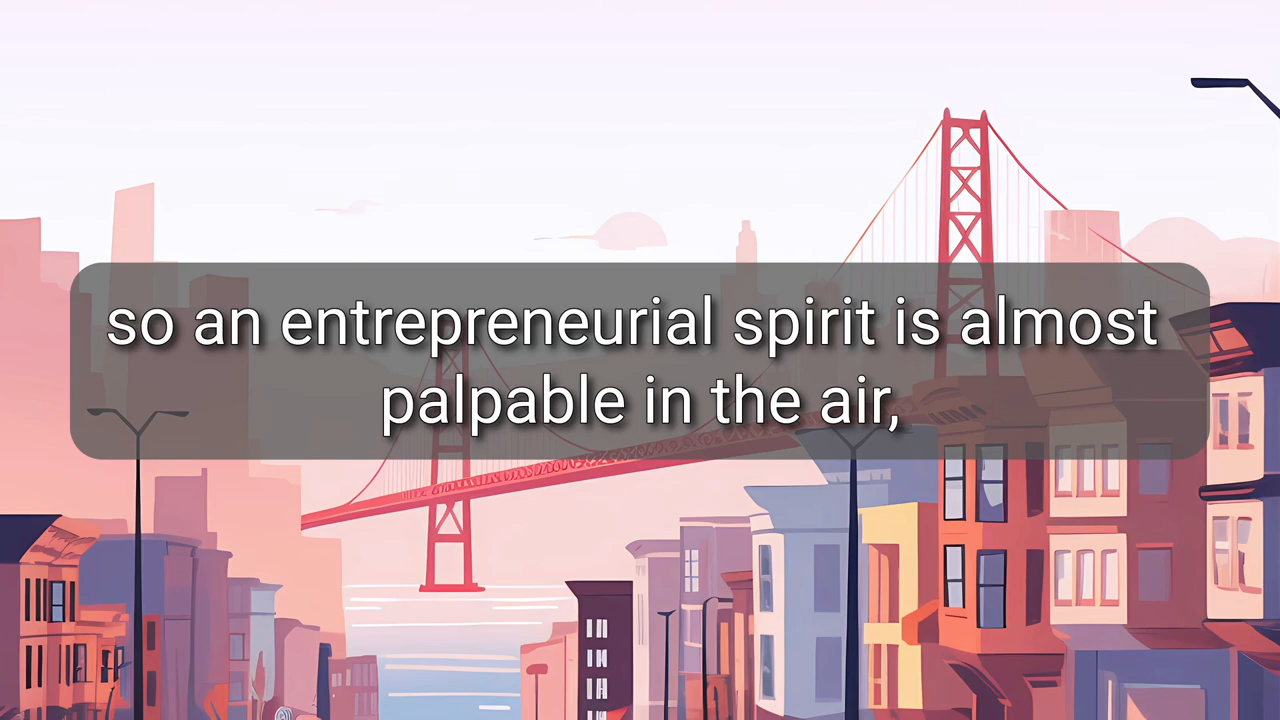 so an entrepreneurial spirit is almost
palpable in the air,